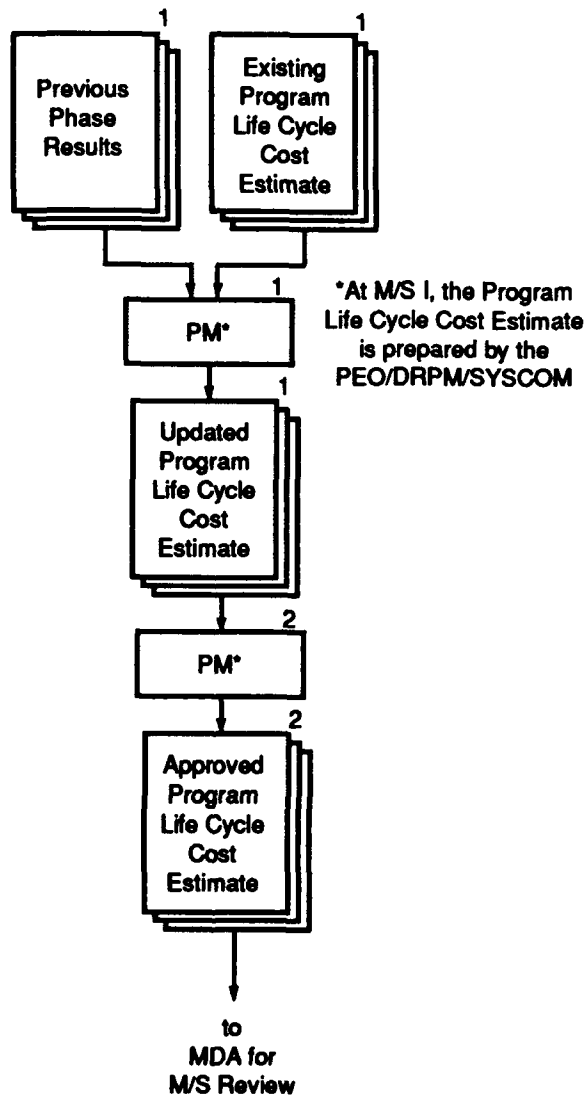 1
Previous
Phase
Results
1
Existing
Program
Life Cycle
Cost
Estimate
1
PM*
*At M/S I, the Program
Life Cycle Cost Estimate
is prepared by the
PEO/DRPM/SYSCOM
1
Updated
Program
Life Cycle
Cost
Estimate
2
PM*
2
Approved
Program
Life Cycle
Cost
Estimate
to
MDA for
M/S Review